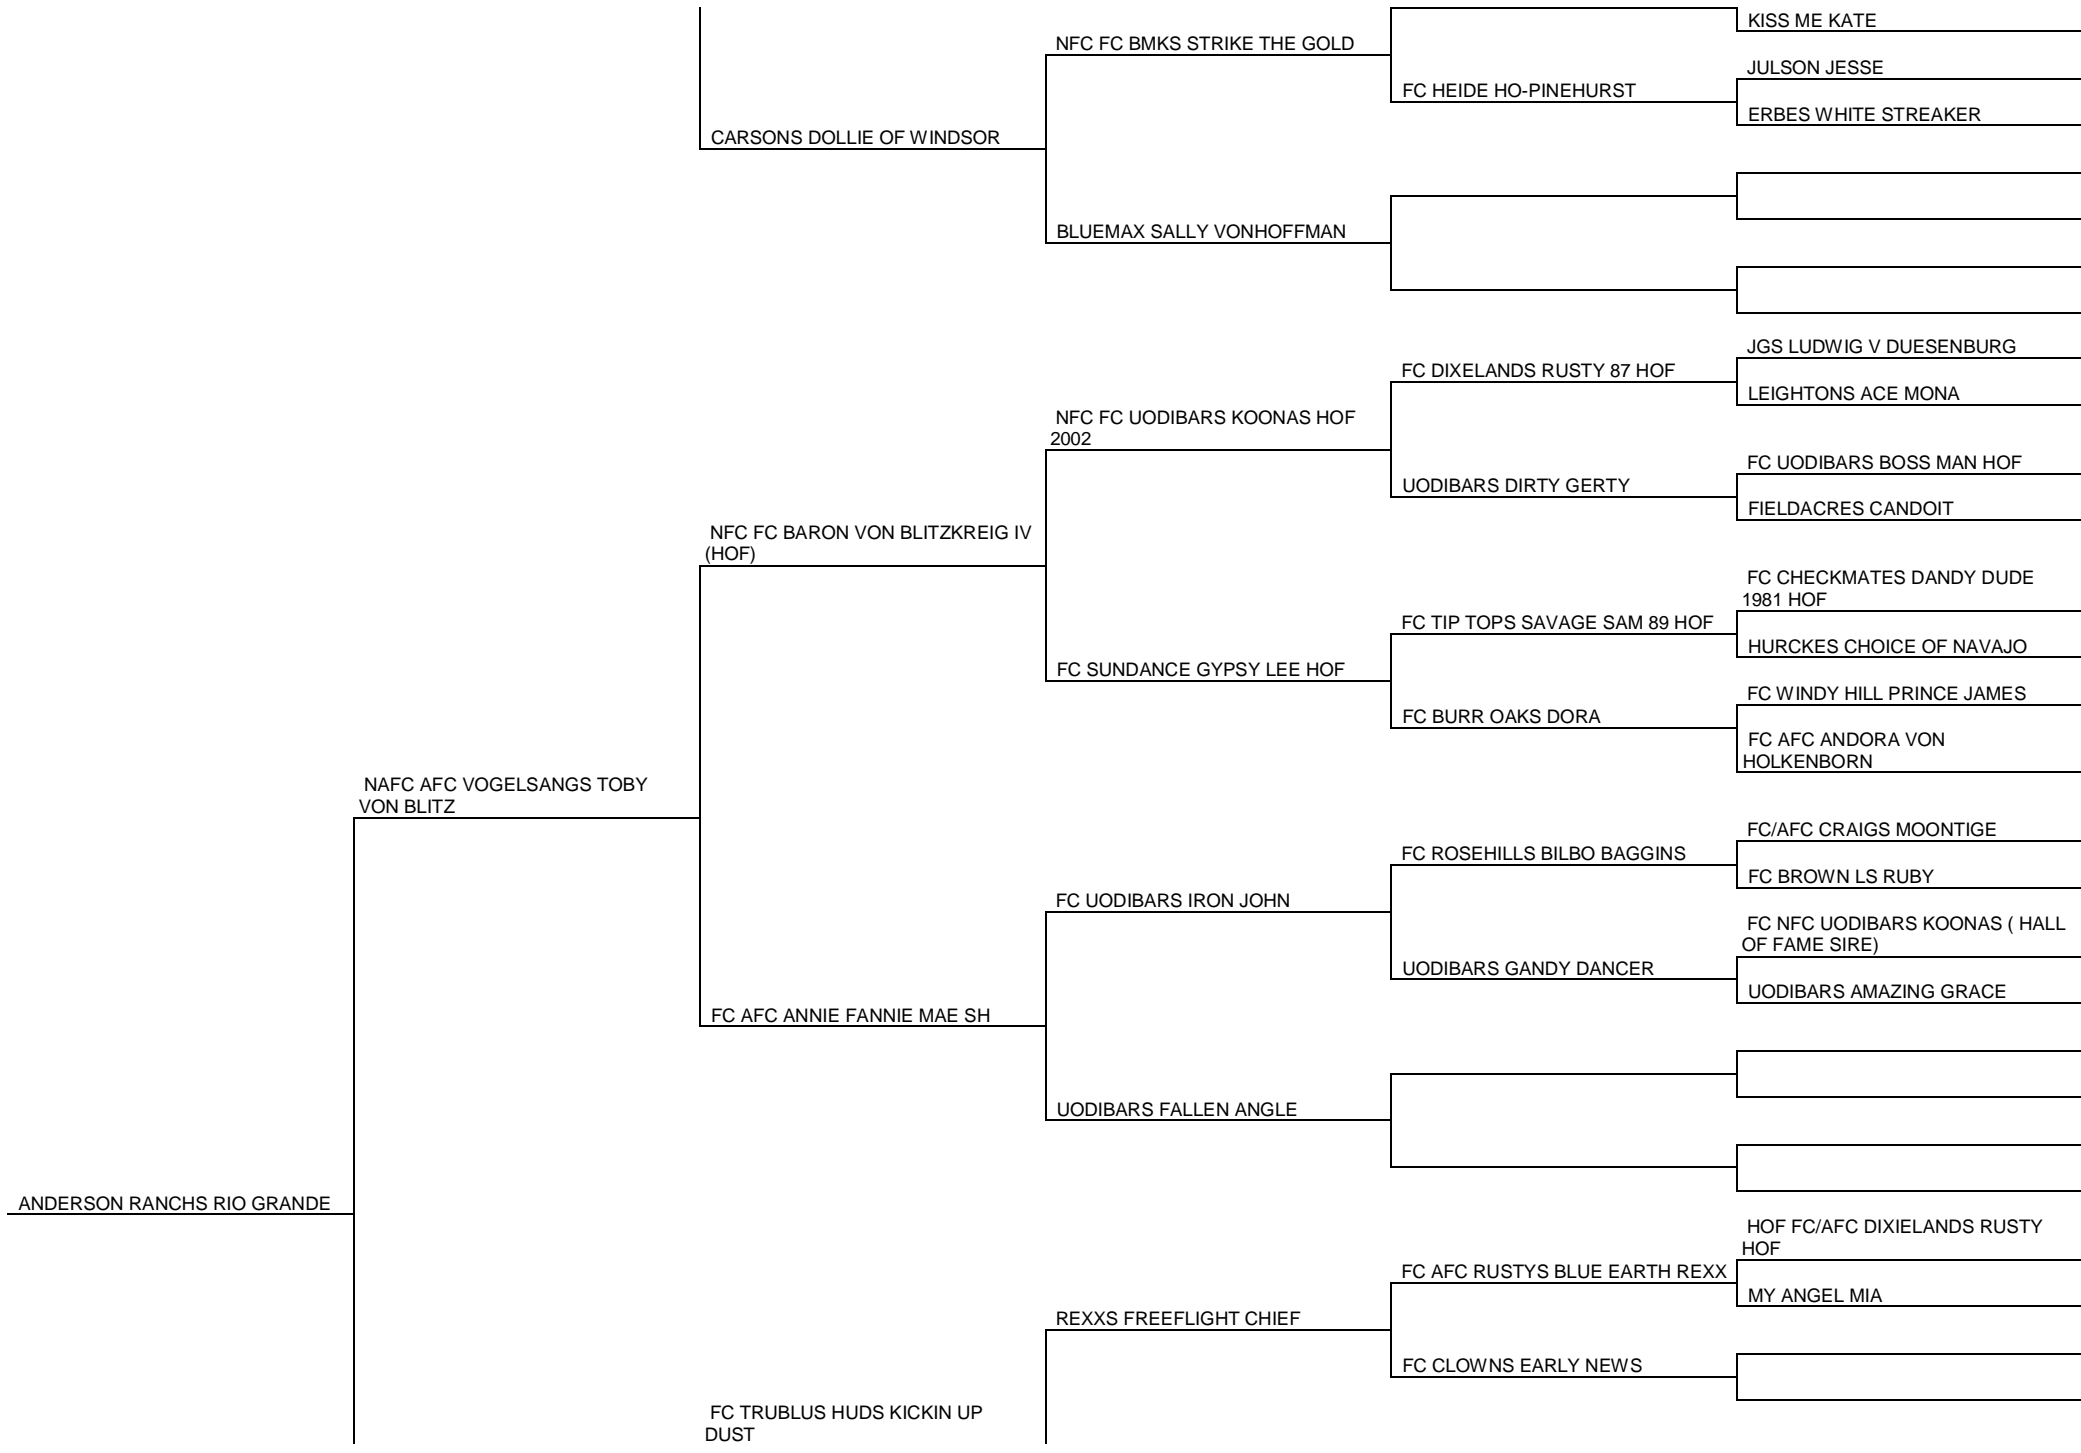 KISS ME KATE
NFC FC BMKS STRIKE THE GOLD
JULSON JESSE
FC HEIDE HO-PINEHURST
ERBES WHITE STREAKER
CARSONS DOLLIE OF WINDSOR
BLUEMAX SALLY VONHOFFMAN
JGS LUDWIG V DUESENBURG
FC DIXELANDS RUSTY 87 HOF
LEIGHTONS ACE MONA
NFC FC UODIBARS KOONAS HOF
2002
FC UODIBARS BOSS MAN HOF
UODIBARS DIRTY GERTY
FIELDACRES CANDOIT
NFC FC BARON VON BLITZKREIG IV
(HOF)
FC CHECKMATES DANDY DUDE
1981 HOF
FC TIP TOPS SAVAGE SAM 89 HOF
HURCKES CHOICE OF NAVAJO
FC SUNDANCE GYPSY LEE HOF
FC WINDY HILL PRINCE JAMES
FC BURR OAKS DORA
FC AFC ANDORA VON
HOLKENBORN
NAFC AFC VOGELSANGS TOBY
VON BLITZ
FC/AFC CRAIGS MOONTIGE
FC ROSEHILLS BILBO BAGGINS
FC BROWN LS RUBY
FC UODIBARS IRON JOHN
FC NFC UODIBARS KOONAS ( HALL
OF FAME SIRE)
UODIBARS GANDY DANCER
UODIBARS AMAZING GRACE
FC AFC ANNIE FANNIE MAE SH
UODIBARS FALLEN ANGLE
ANDERSON RANCHS RIO GRANDE
HOF FC/AFC DIXIELANDS RUSTY
HOF
FC AFC RUSTYS BLUE EARTH REXX
MY ANGEL MIA
REXXS FREEFLIGHT CHIEF
FC CLOWNS EARLY NEWS
FC TRUBLUS HUDS KICKIN UP
DUST